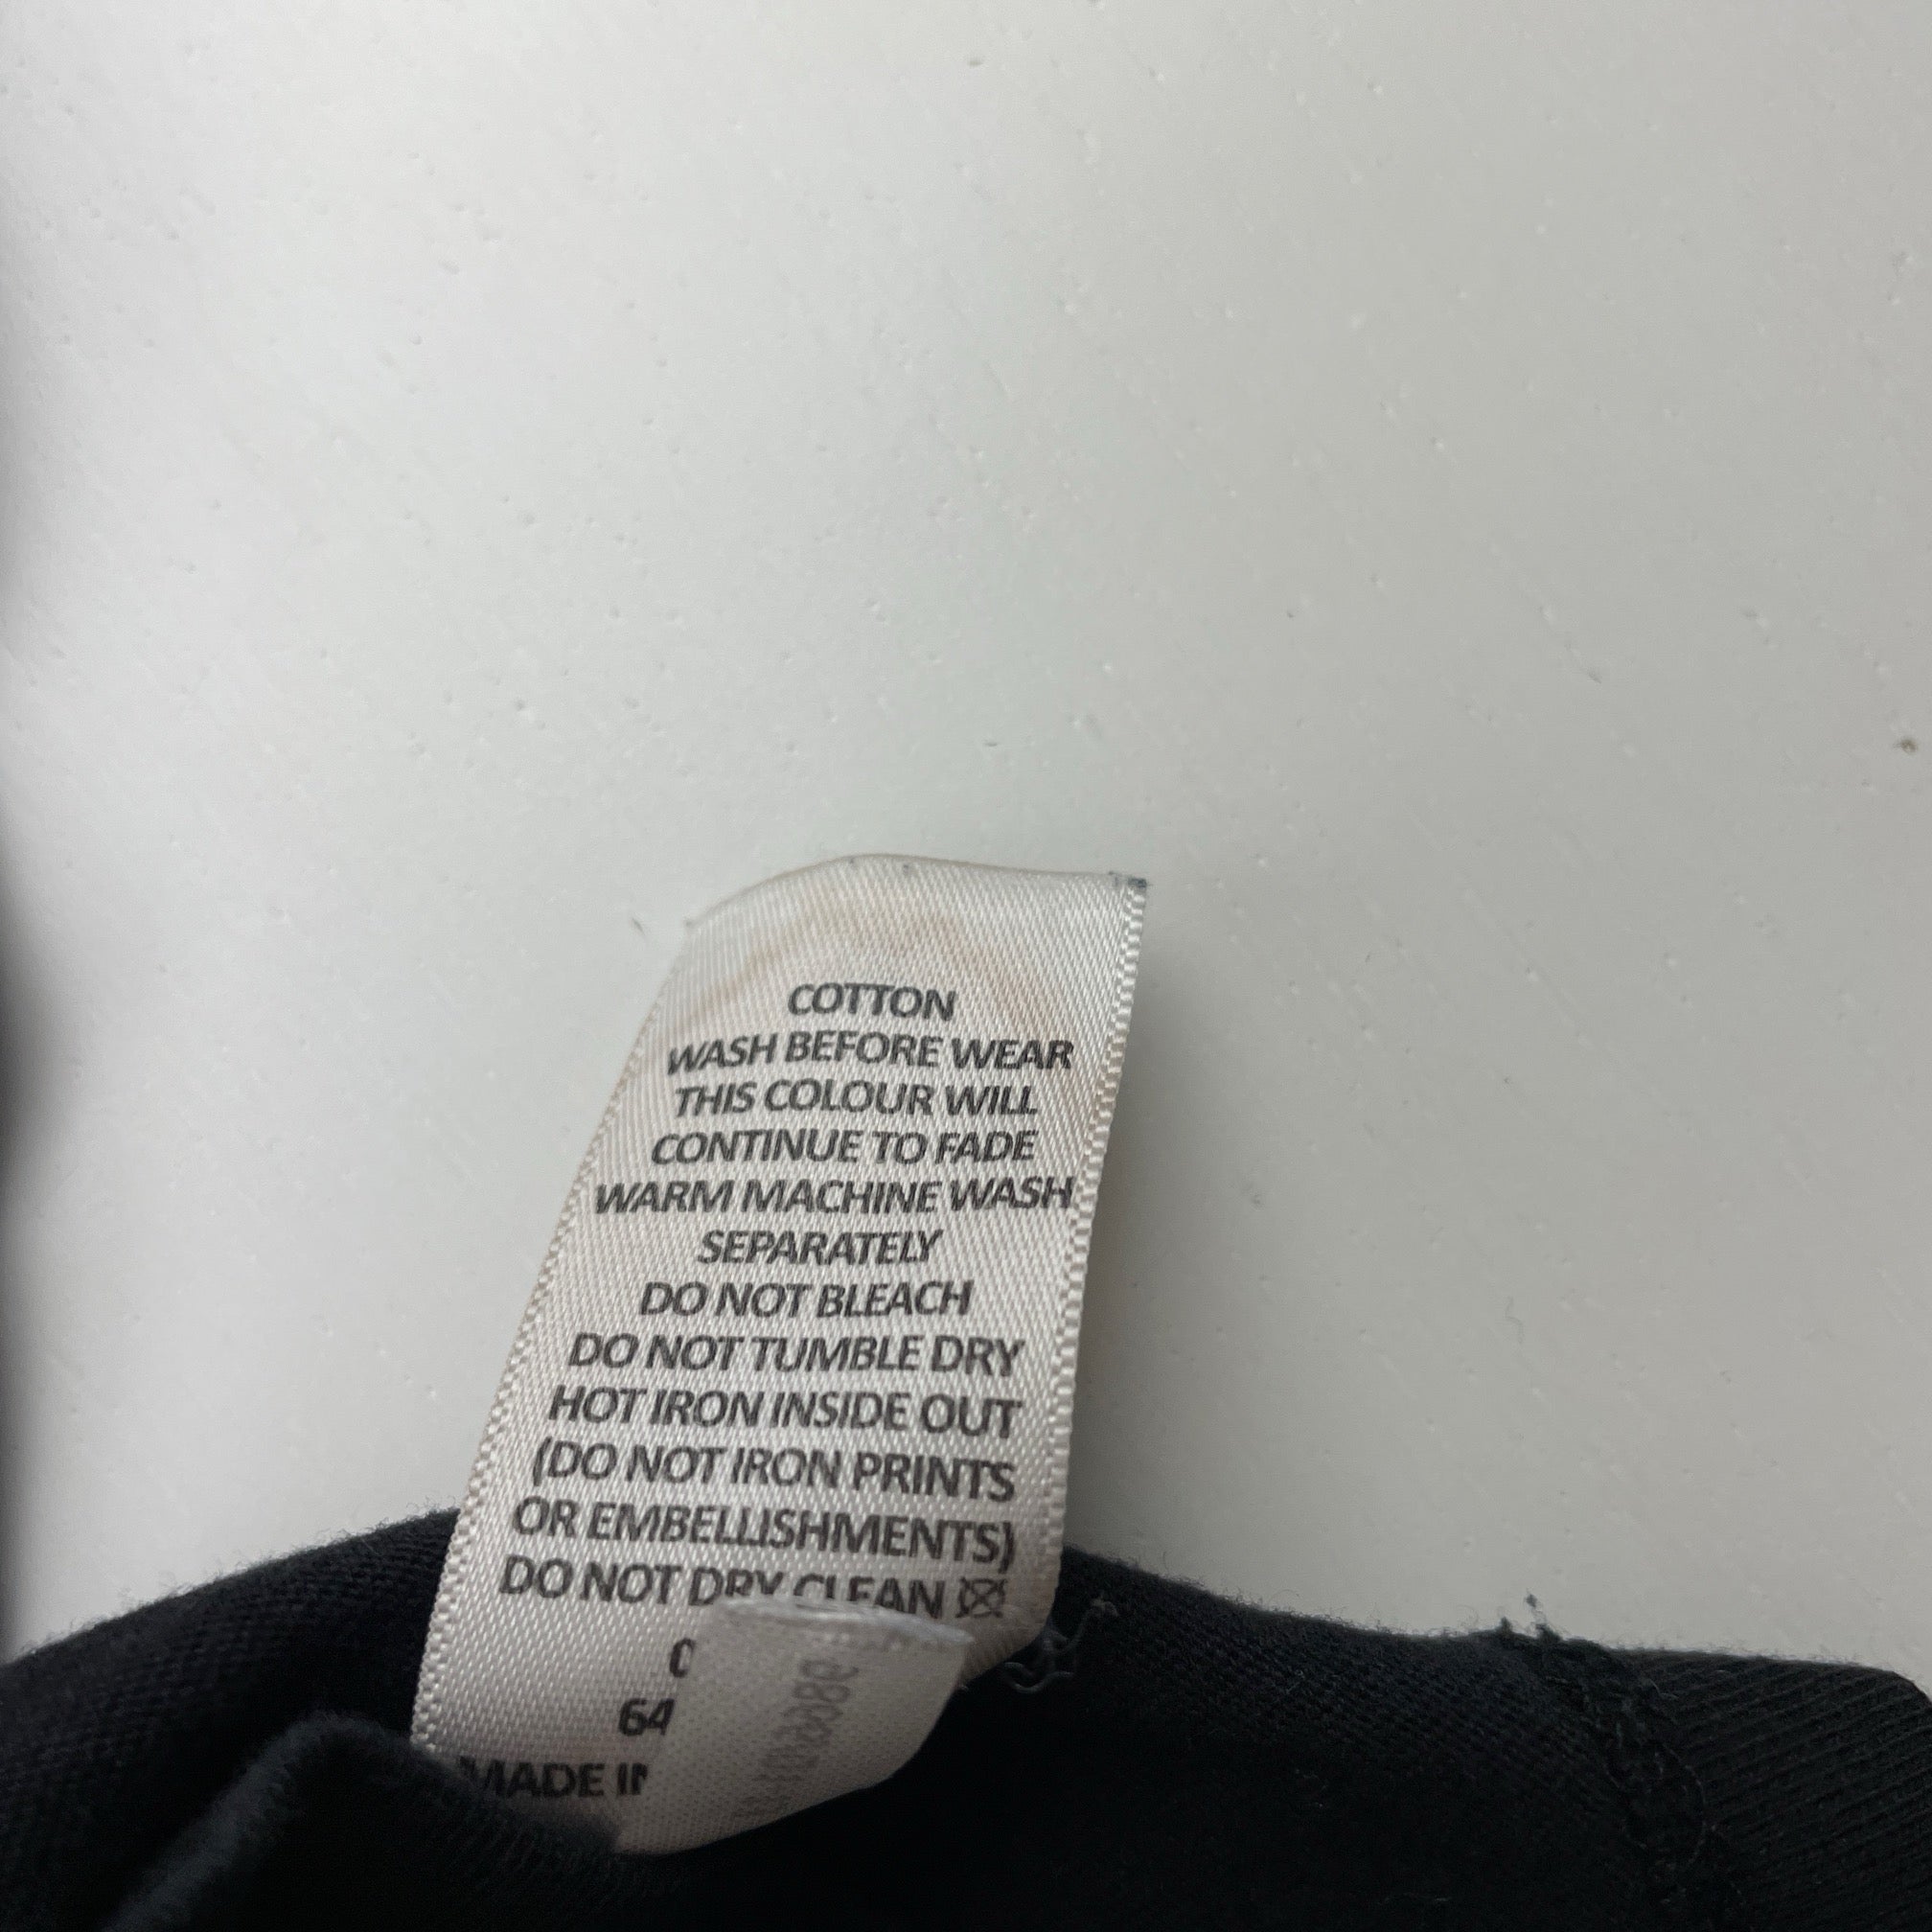 COTTON
WASH BEFORE WEAR
THIS COLOUR WILL
CONTINUE TO FADE
WARM MACHINE WASH
SEPARATELY
DO NOT BLEACH
DO NOT TUMBLE DRY
HOT IRON INSIDE OUT
(DO NOT IRON PRINTS
OR EMBELLISHMENTS)
DO NOT DRY CLEAN
64
MADE IN